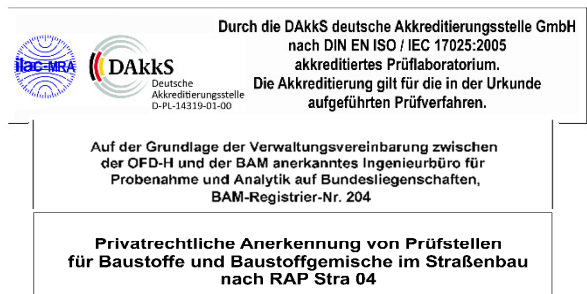 Durch die DAkkS deutsche Akkreditierungsstelle GmbH
nach DIN EN ISO / IEC 17025:2005
akkreditiertes Prüflaboratorium.
Die Akkreditierung gilt für die in der Urkunde
aufgeführten Prüfverfahren.
ilac-MRA
DAkkS
Deutsche
Akkreditierungsstelle
D-PL-14319-01-00
Auf der Grundlage der Verwaltungsvereinbarung zwischen
der OFD-H und der BAM anerkanntes Ingenieurbüro für
Probenahme und Analytik auf Bundesliegenschaften,
BAM-Registrier-Nr. 204
Privatrechtliche Anerkennung von Prüfstellen
für Baustoffe und Baustoffgemische im Straßenbau
nach RAP Stra 04